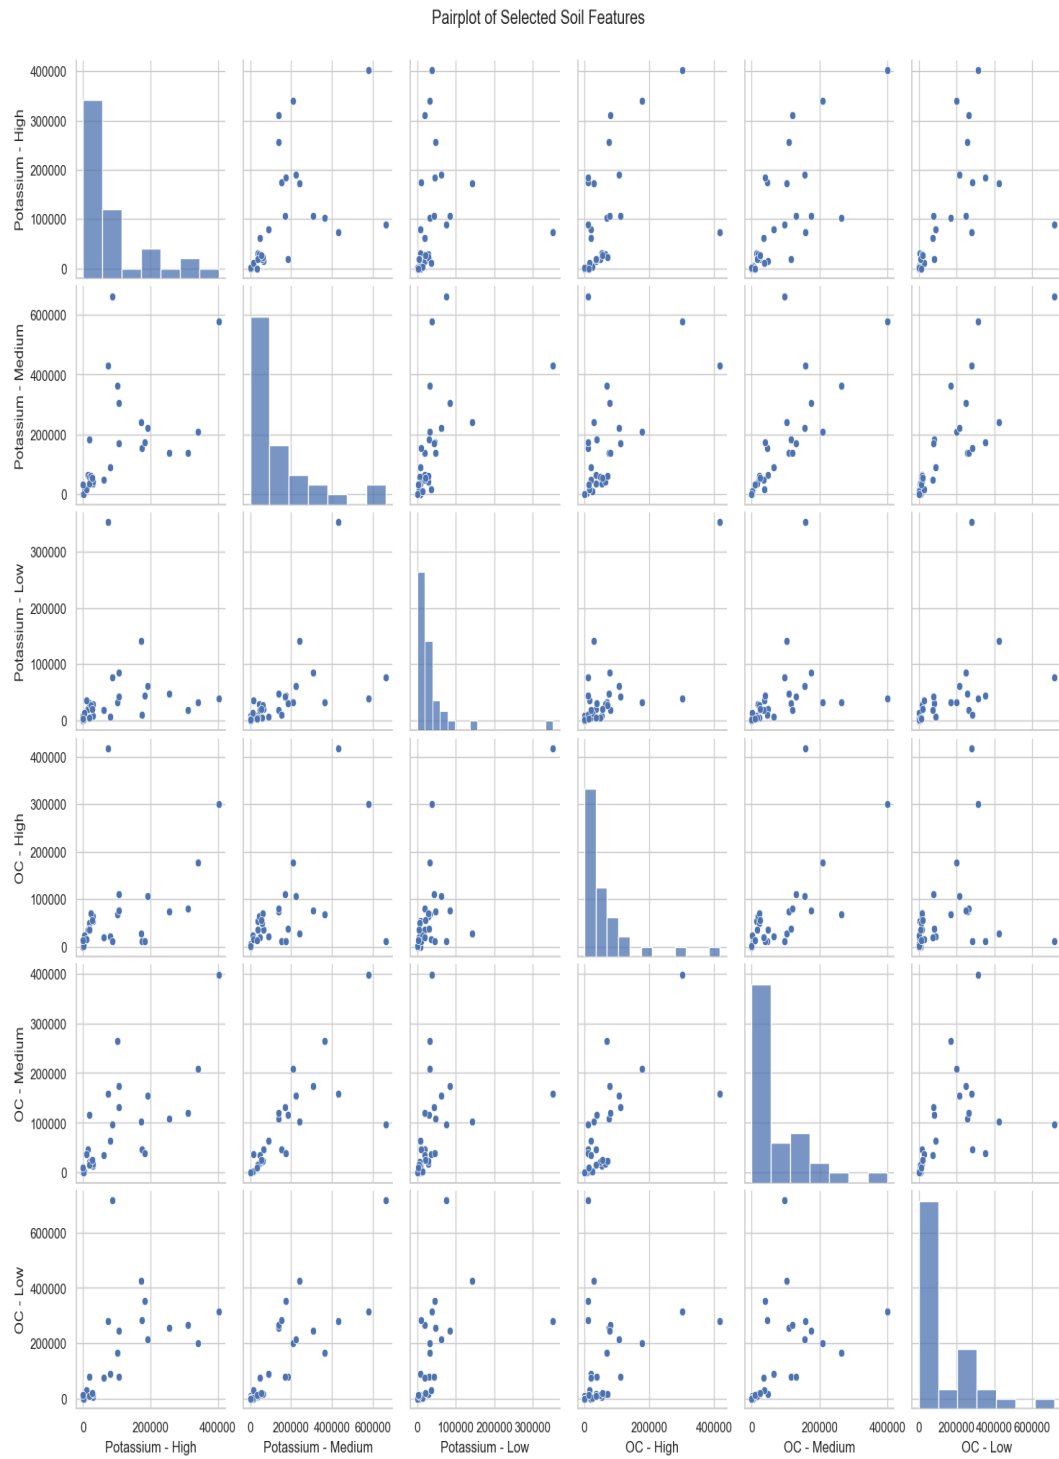 Pairplot of Selected Soil Features
400000
300000
200000
100000
0
Potassium - High
600000
400000
200000
0
Potassium - Medium
300000
200000
100000
0
Potassium - Low
400000
300000
200000
100000
0
OC - High
400000
300000
200000
100000
0
OC - Medium
600000
400000
200000
0
OC - Low
0 200000 400000
0 200000 400000 600000
0 100000 200000 300000
0 200000 400000
0 200000 400000
0 200000 400000 600000
Potassium - High
Potassium - Medium
Potassium - Low
OC - High
OC - Medium
OC - Low